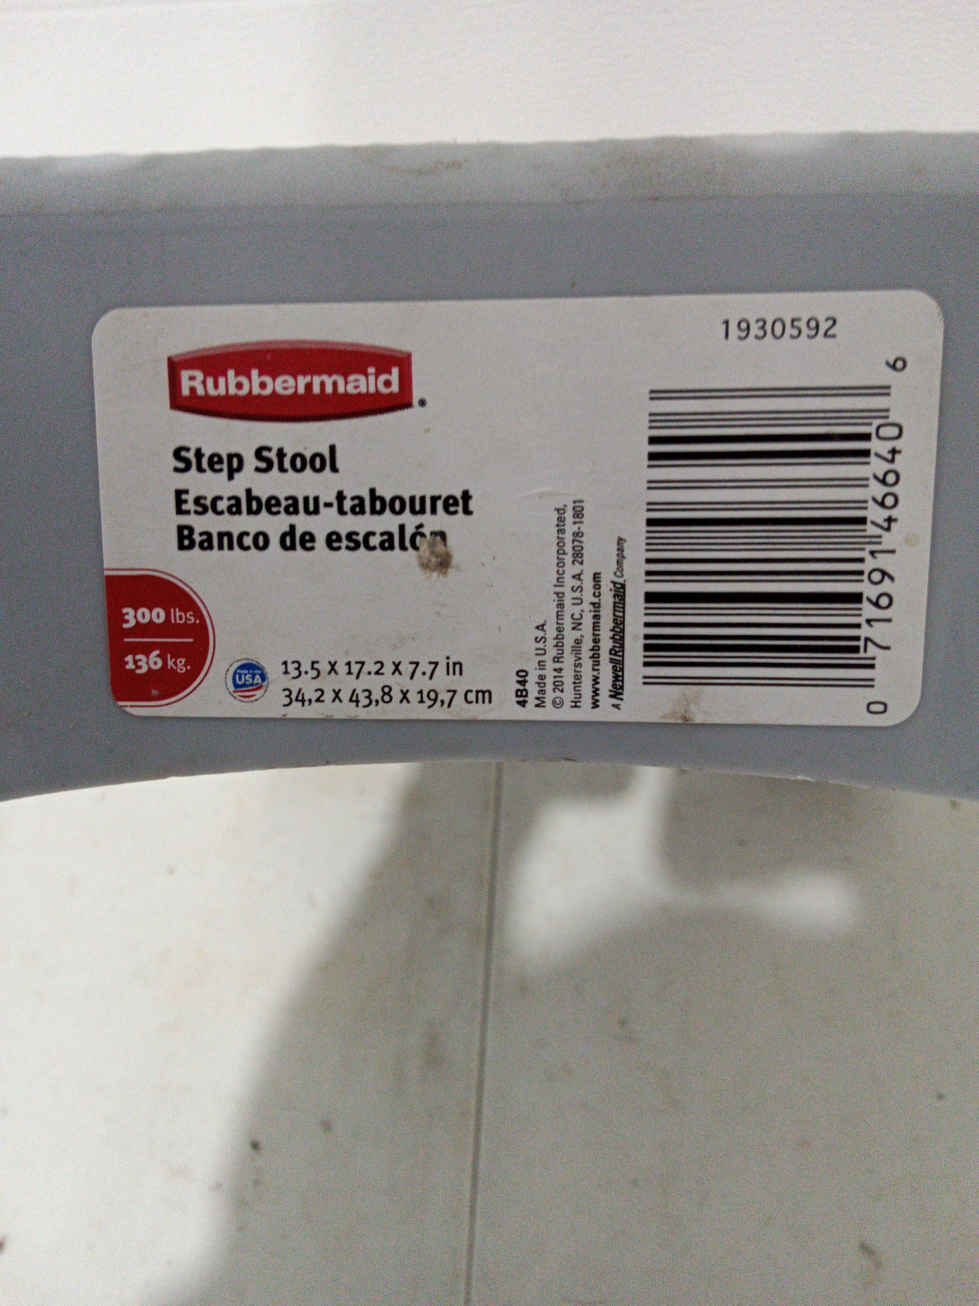 1930592
Rubbermaid
Step Stool
Escabeau-tabouret
Banco de escalón
300 lbs.
136 kg.
USA
13.5 x 17.2 x 7.7 in
34,2 x 43,8 x 19,7 cm
4B40
Made in U.S.A.
© 2014 Rubbermaid Incorporated,
Huntersville, NC, U.S.A. 28078-1801
www.rubbermaid.com
A NewellRubbermaid Company
0 71691 46640 6